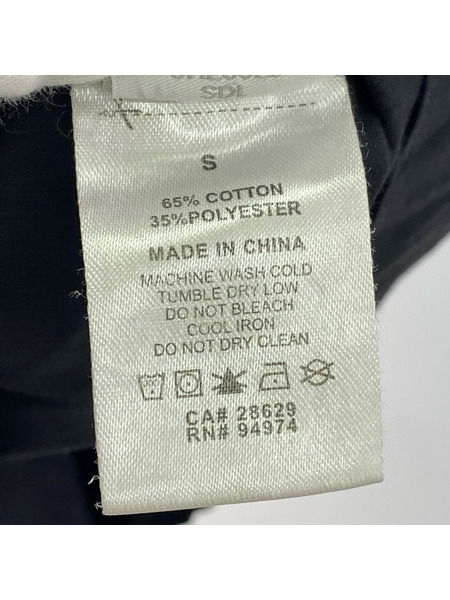 SDI
S
65% COTTON
35%POLYESTER
MADE IN CHINA
MACHINE WASH COLD
TUMBLE DRY LOW
DO NOT BLEACH
COOL IRON
DO NOT DRY CLEAN
CA# 28629
RN# 94974